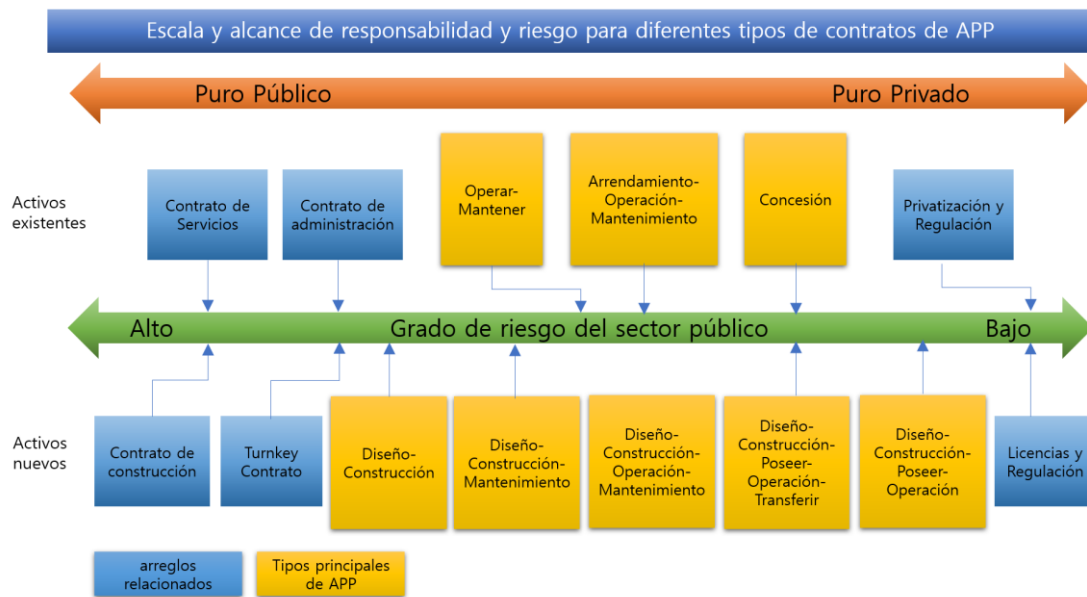 Escala y alcance de responsabilidad y riesgo para diferentes tipos de contratos de APP
Puro Público
Puro Privado
Activos
existentes
Contrato de
Servicios
Contrato de
administración
Operar-
Mantener
Arrendamiento-
Operación-
Mantenimiento
Concesión
Privatización y
Regulación
Alto
Grado de riesgo del sector público
Bajo
Activos
nuevos
Contrato de
construcción
Turnkey
Contrato
Diseño-
Construcción
Diseño-
Construcción-
Mantenimiento
Diseño-
Construcción-
Operación-
Mantenimiento
Diseño-
Construcción-
Poseer-
Operación-
Transferir
Diseño-
Construcción-
Poseer-
Operación
Licencias y
Regulación
arreglos
relacionados
Tipos principales
de APP